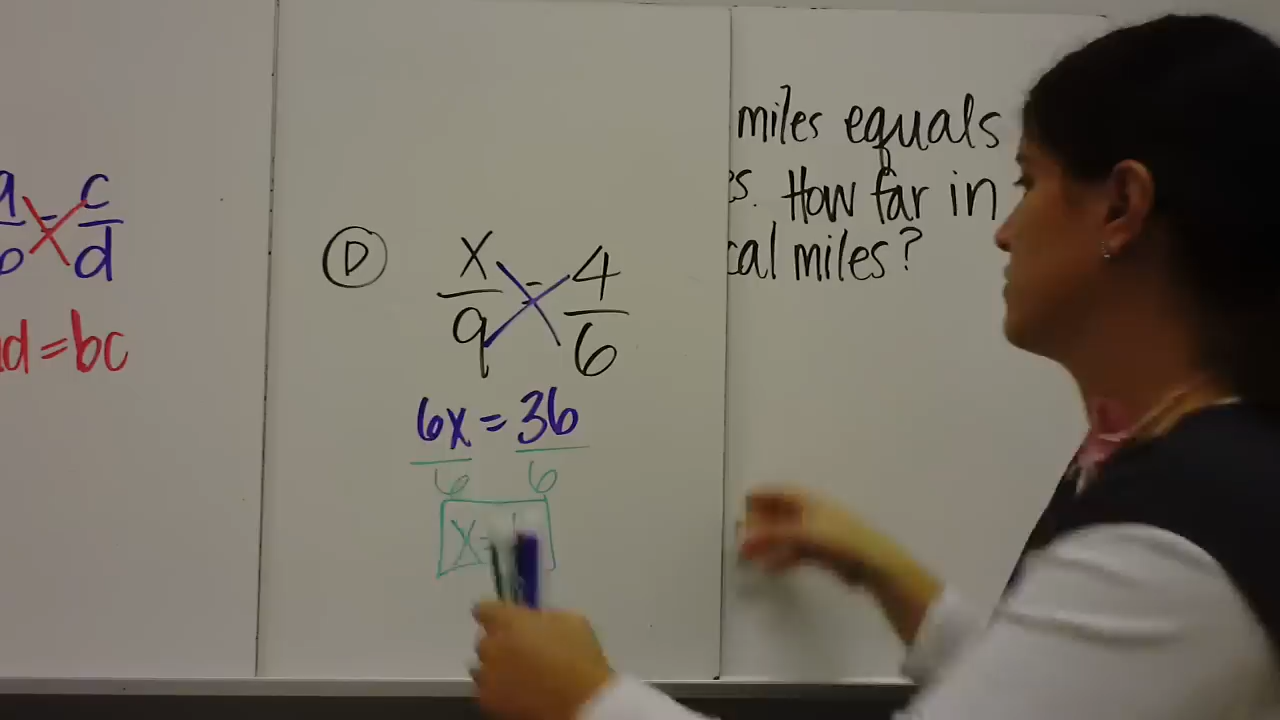 a/b = c/d
ad = bc
D
x/9 = 4/6
6x = 36
6 6
x =
miles equals
s. How far in
cal miles?